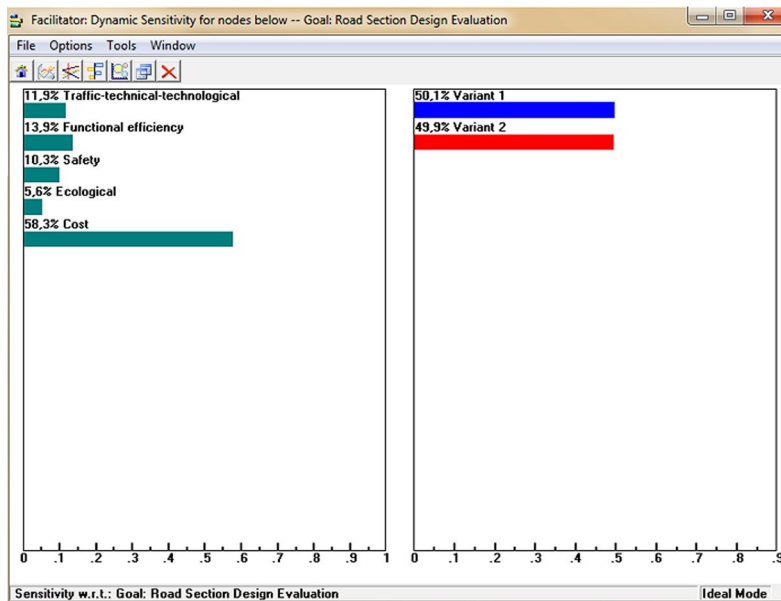 Facilitator: Dynamic Sensitivity for nodes below -- Goal: Road Section Design Evaluation
File Options Tools Window
11,9% Traffic-technical-technological
13,9% Functional efficiency
10,3% Safety
5,6% Ecological
58,3% Cost
0 .1 .2 .3 .4 .5 .6 .7 .8 .9 1
50,1% Variant 1
49,9% Variant 2
0 .1 .2 .3 .4 .5 .6 .7 .8 .9
Sensitivity w.r.t.: Goal: Road Section Design Evaluation
Ideal Mode